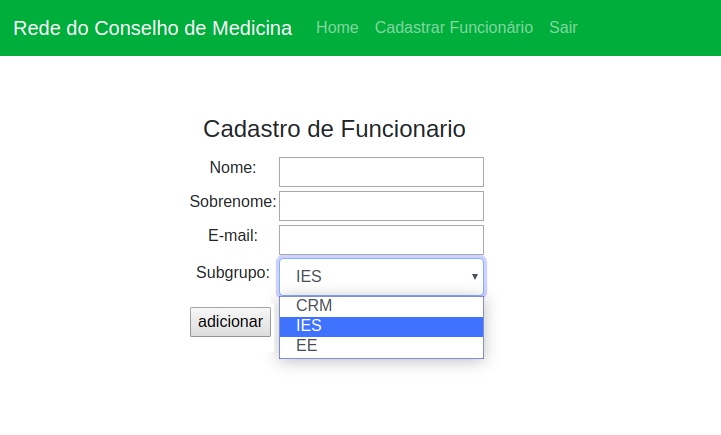 Rede do Conselho de Medicina Home Cadastrar Funcionário Sair
Cadastro de Funcionario
Nome:
Sobrenome:
E-mail:
Subgrupo: IES
CRM
adicionar IES
EE